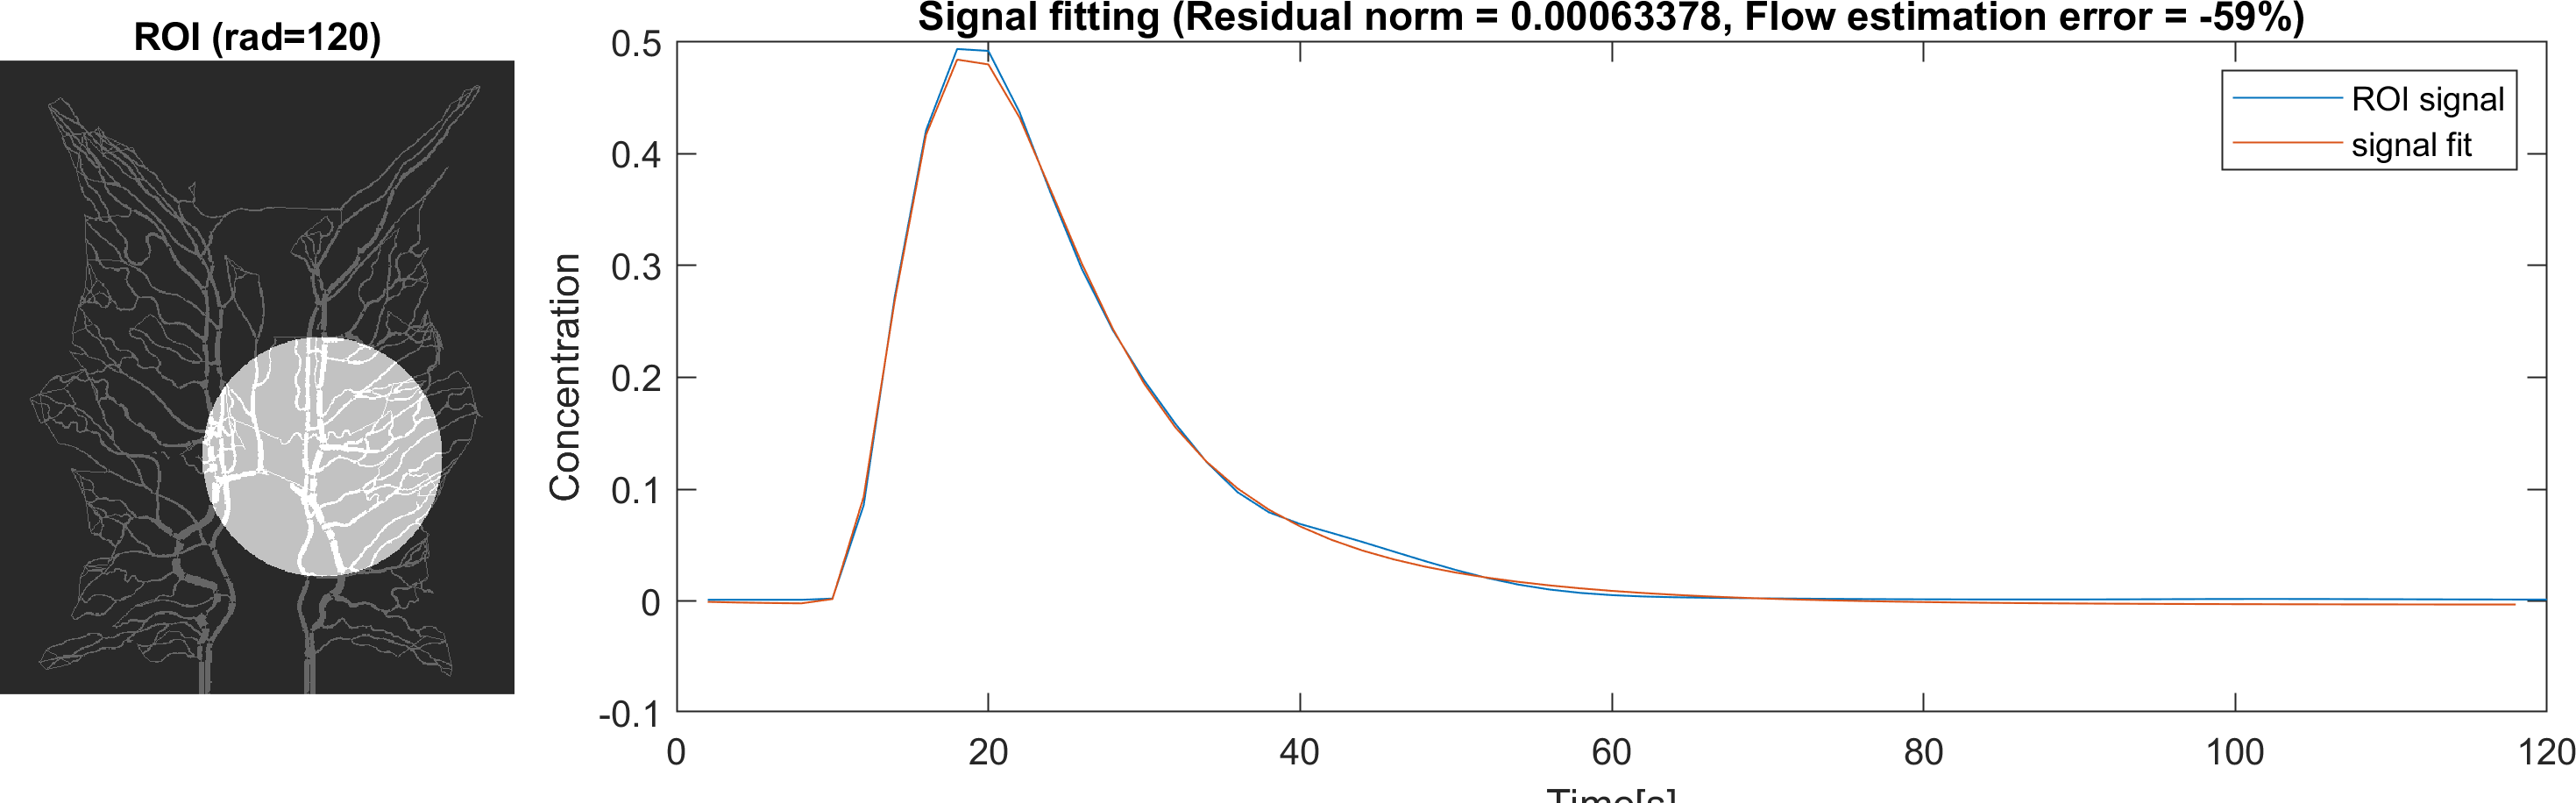 ROI (rad=120)
Signal fitting (Residual norm = 0.00063378, Flow estimation error = -59%)
0.5
0.4
0.3
0.2
0.1
0
-0.1
Concentration
ROI signal
signal fit
0 20 40 60 80 100 120
Time[s]